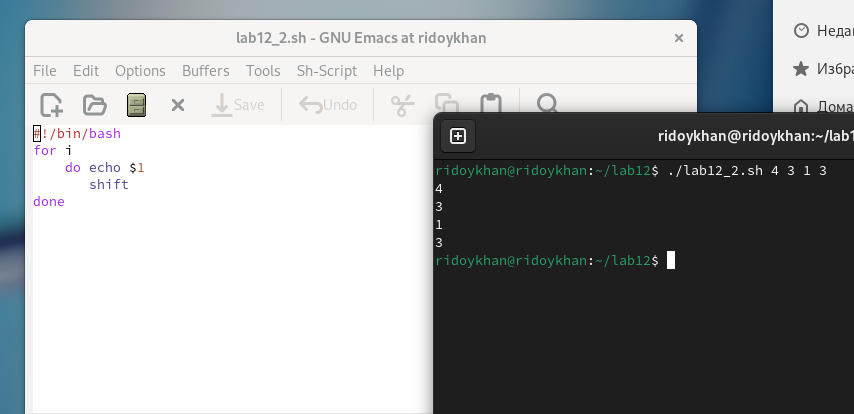 lab12_2.sh - GNU Emacs at ridoykhan
File Edit Options Buffers Tools Sh-Script Help
Save Undo
#!/bin/bash
for i
do echo $1
shift
done
ridoykhan@ridoykhan:~/lab1
ridoykhan@ridoykhan:~/lab12$ ./lab12_2.sh 4 3 1 3
4
3
1
3
ridoykhan@ridoykhan:~/lab12$
Неда
Избра
Дома